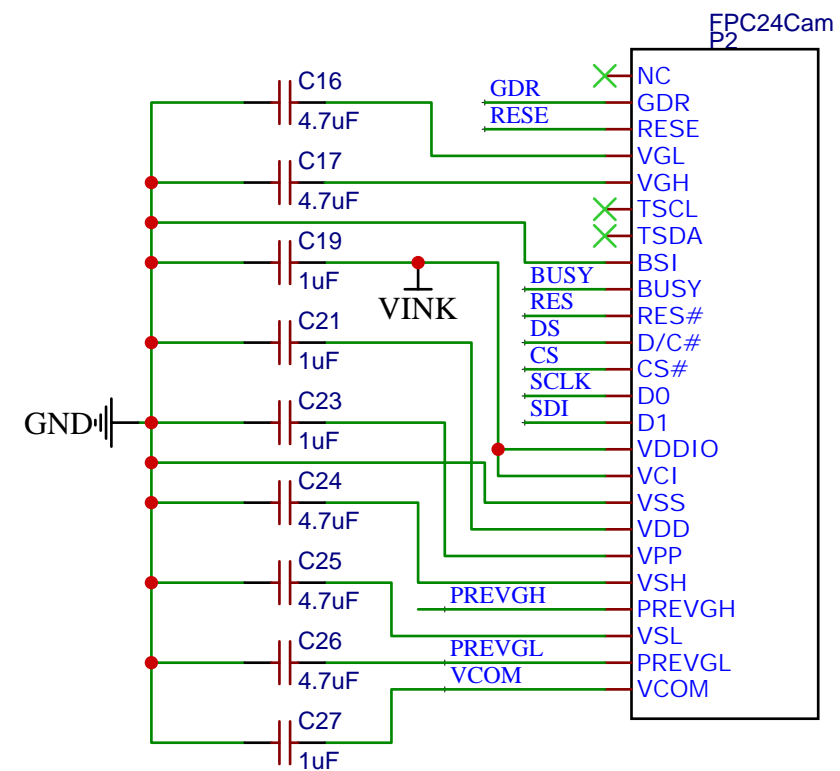 FPC24Cam
P2
C16
4.7uF
C17
4.7uF
C19
1uF
VINK
C21
1uF
GND
C23
1uF
C24
4.7uF
C25
4.7uF
C26
4.7uF
C27
1uF
GDR
RESE
BUSY
RES
DS
CS
SCLK
SDI
PREVGH
PREVGL
VCOM
NC
GDR
RESE
VGL
VGH
TSCL
TSDA
BSI
BUSY
RES#
D/C#
CS#
D0
D1
VDDIO
VCI
VSS
VDD
VPP
VSH
PREVGH
VSL
PREVGL
VCOM